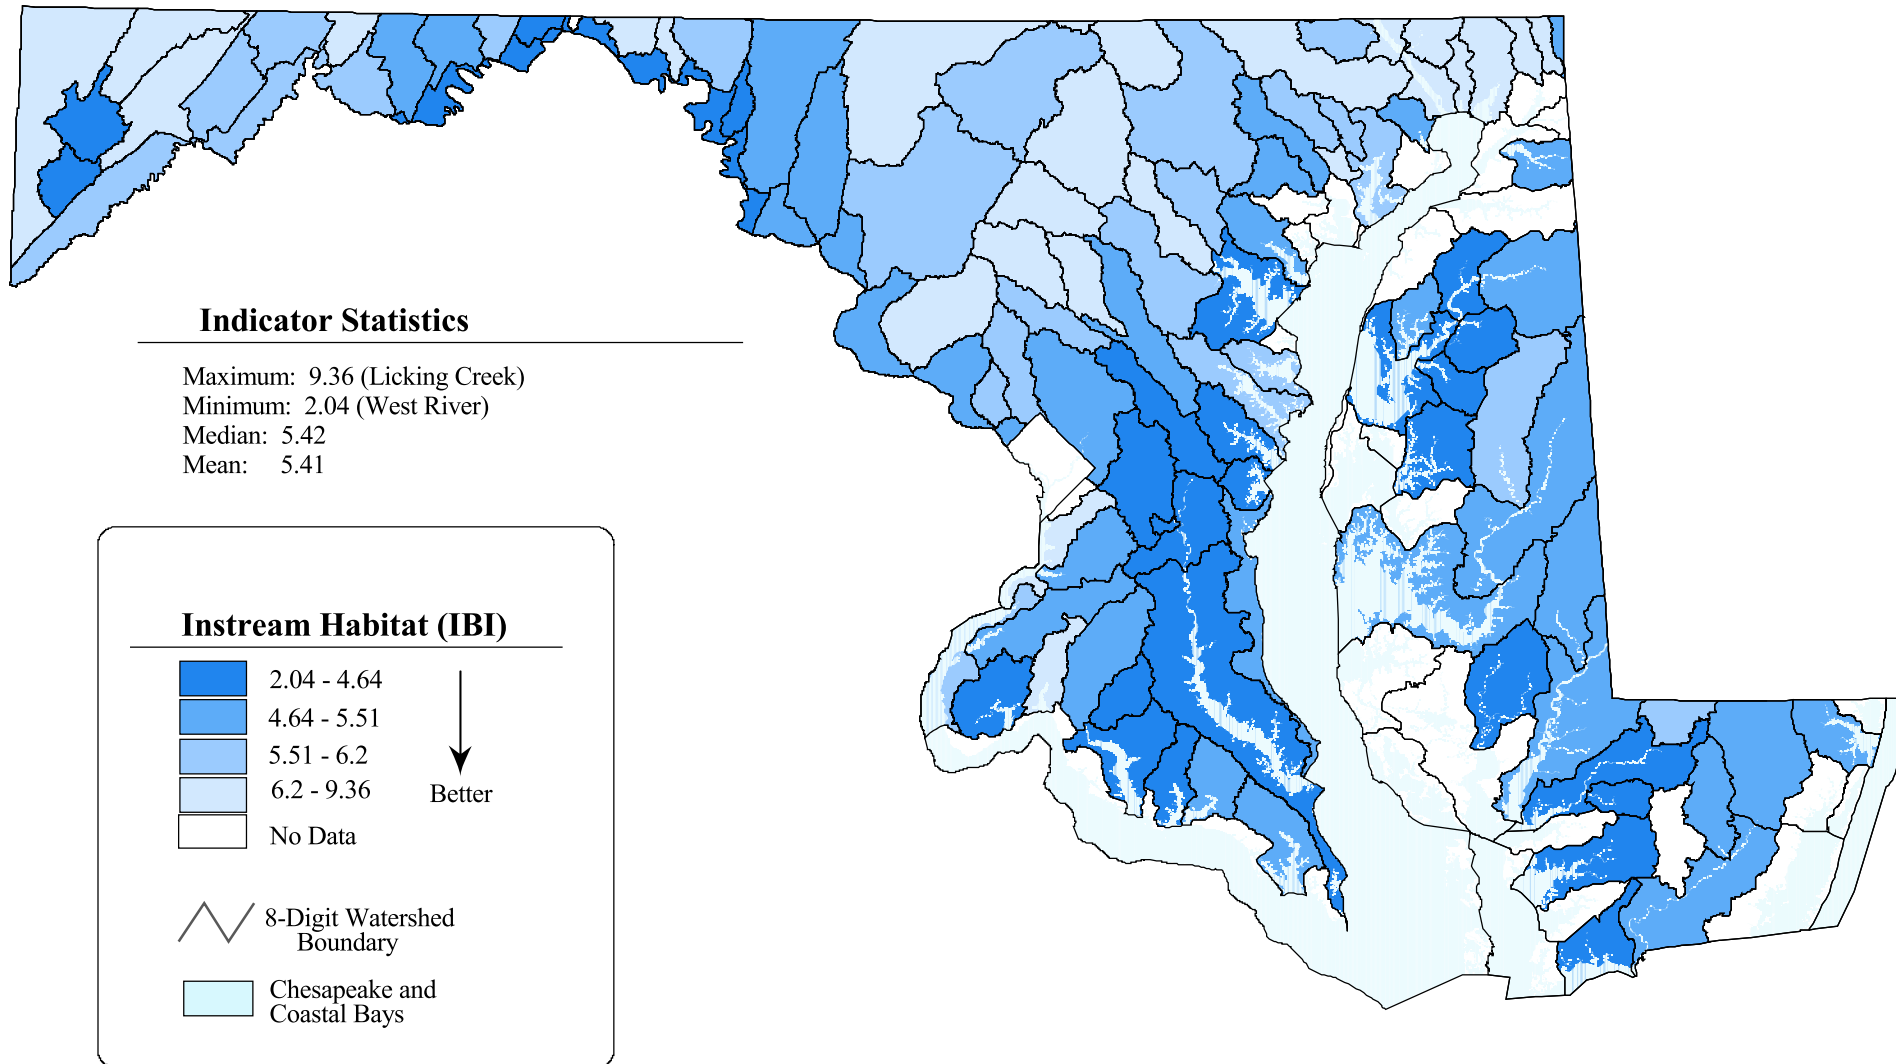 Indicator Statistics
Maximum: 9.36 (Licking Creek)
Minimum: 2.04 (West River)
Median: 5.42
Mean: 5.41
Instream Habitat (IBI)
2.04 - 4.64
4.64 - 5.51
5.51 - 6.2
6.2 - 9.36
Better
No Data
8-Digit Watershed
Boundary
Chesapeake and
Coastal Bays